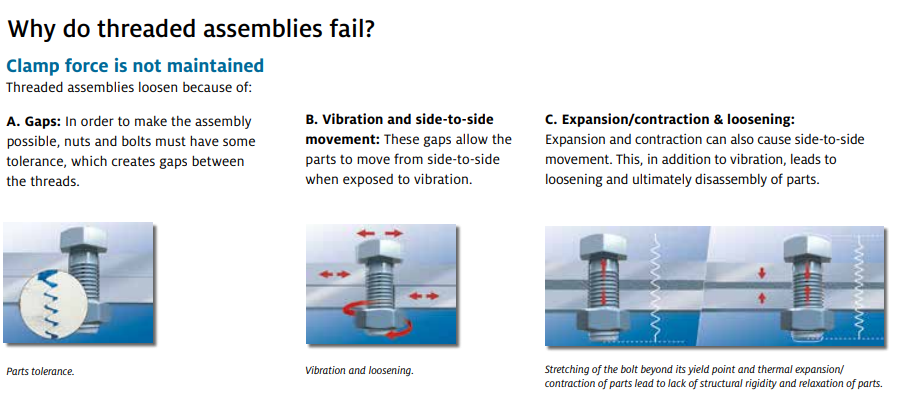 Why do threaded assemblies fail?
Clamp force is not maintained
Threaded assemblies loosen because of:
A. Gaps: In order to make the assembly
possible, nuts and bolts must have some
tolerance, which creates gaps between
the threads.
B. Vibration and side-to-side
movement: These gaps allow the
parts to move from side-to-side
when exposed to vibration.
C. Expansion/contraction & loosening:
Expansion and contraction can also cause side-to-side
movement. This, in addition to vibration, leads to
loosening and ultimately disassembly of parts.
Parts tolerance.
Vibration and loosening.
Stretching of the bolt beyond its yield point and thermal expansion/
contraction of parts lead to lack of structural rigidity and relaxation of parts.